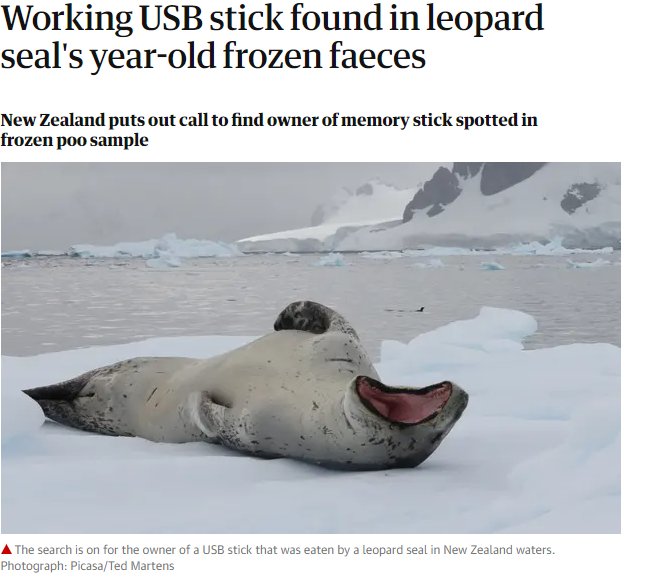 Working USB stick found in leopard
seal's year-old frozen faeces
New Zealand puts out call to find owner of memory stick spotted in
frozen poo sample
The search is on for the owner of a USB stick that was eaten by a leopard seal in New Zealand waters.
Photograph: Picasa/Ted Martens